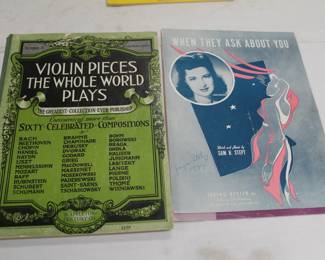 VIOLIN PIECES
THE WHOLE WORLD
PLAYS
THE GREATEST COLLECTION EVER PUBLISHED
SIXTY CELEBRATED COMPOSITIONS
BACH
BEETHOVEN
CHOPIN
HANDEL
HAYDN
LISZT
MENDELSSOHN
MOZART
RAFF
RUBINSTEIN
SCHUBERT
SCHUMANN
BRAHMS
CHAMINADE
DEBUSSY
DVORAK
GODARD
GRIEG
MACDOWELL
MASSENET
MOSZKOWSKI
PADEREWSKI
SAINT-SAENS
TSCHAIKOWSKY
BOHM
BOROWSKI
BRAGA
DRDLA
HAUSER
JUNGMANN
PIERNE
POLDINI
THOME
WIENIAWSKI
WHEN THEY ASK ABOUT YOU
Words and Music by
SAM H. STEPT